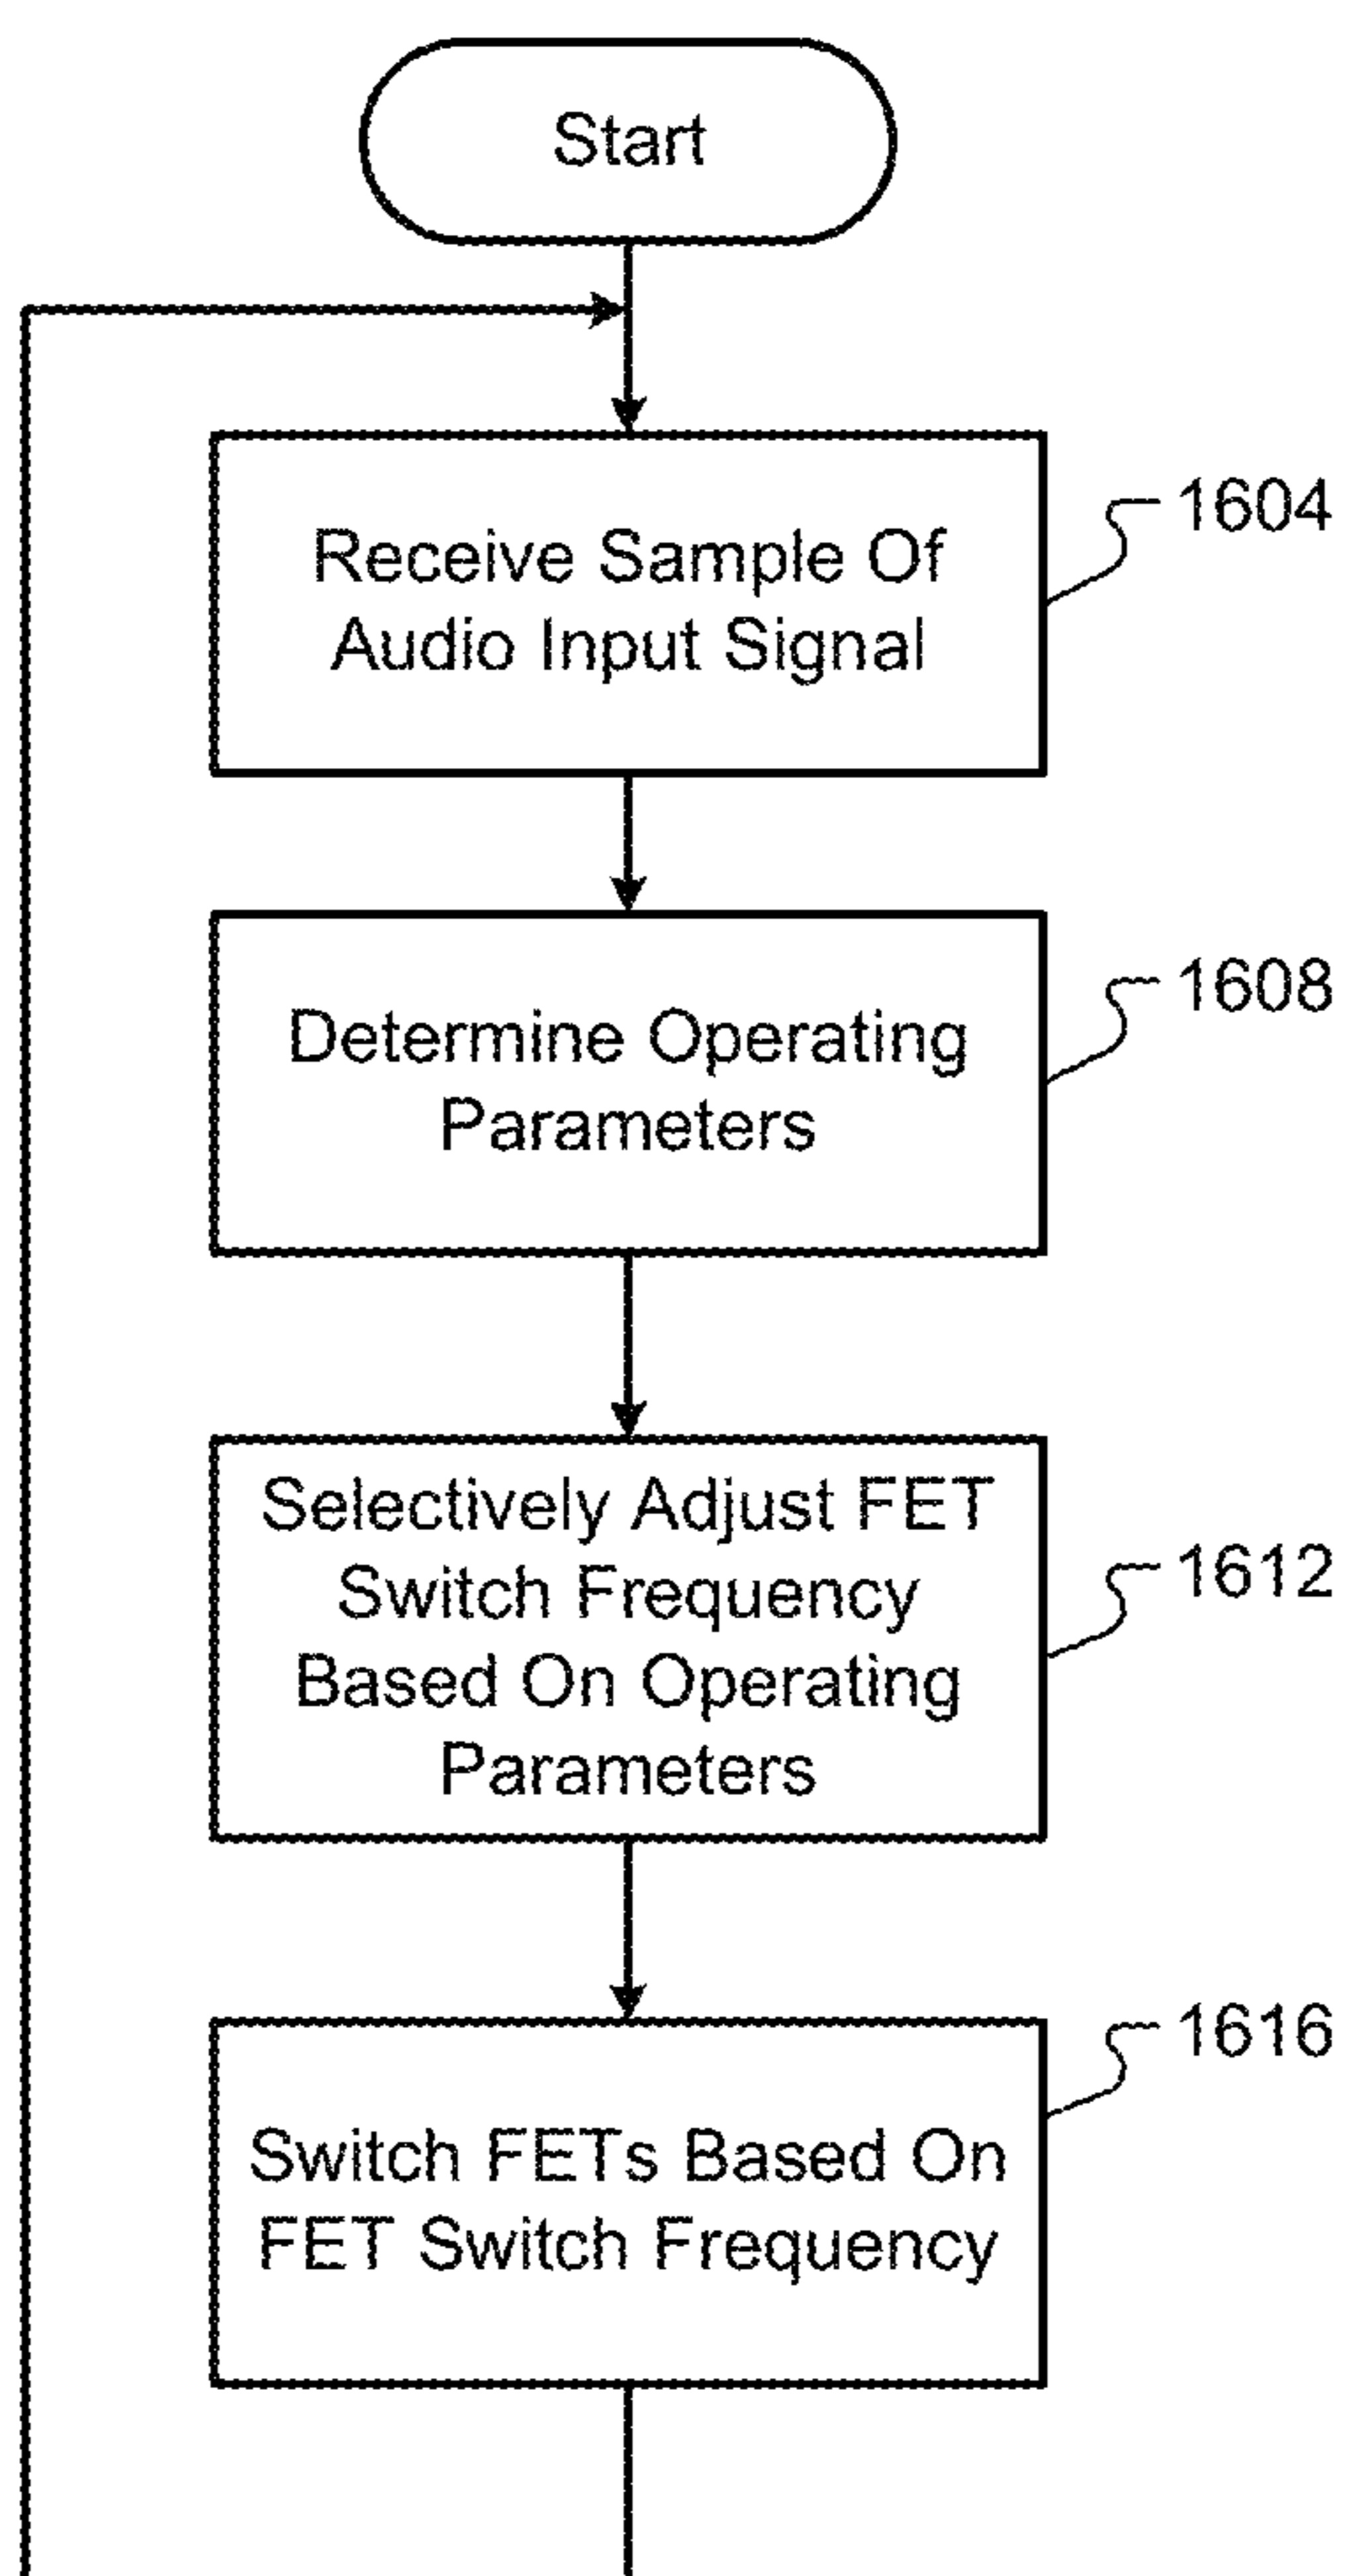 Start
Receive Sample Of
Audio Input Signal
1604
Determine Operating
Parameters
1608
Selectively Adjust FET
Switch Frequency
Based On Operating
Parameters
1612
Switch FETs Based On
FET Switch Frequency
1616